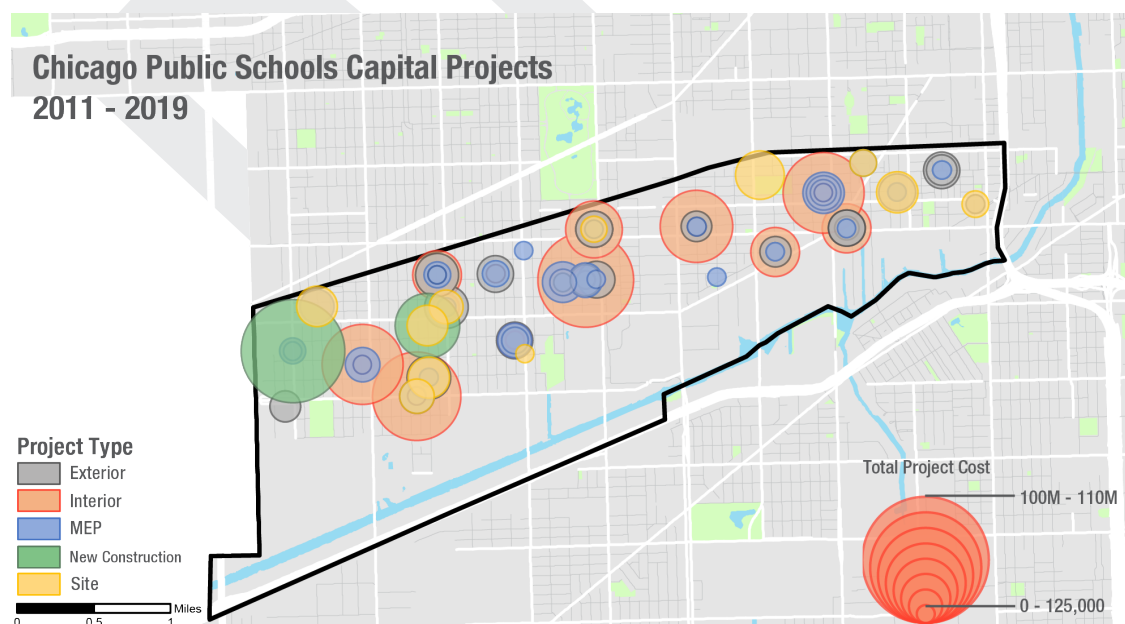 Chicago Public Schools Capital Projects
2011 - 2019
Project Type
Exterior
Interior
MEP
New Construction
Site
Miles
0 0.5 1
Total Project Cost
100M - 110M
0 - 125,000